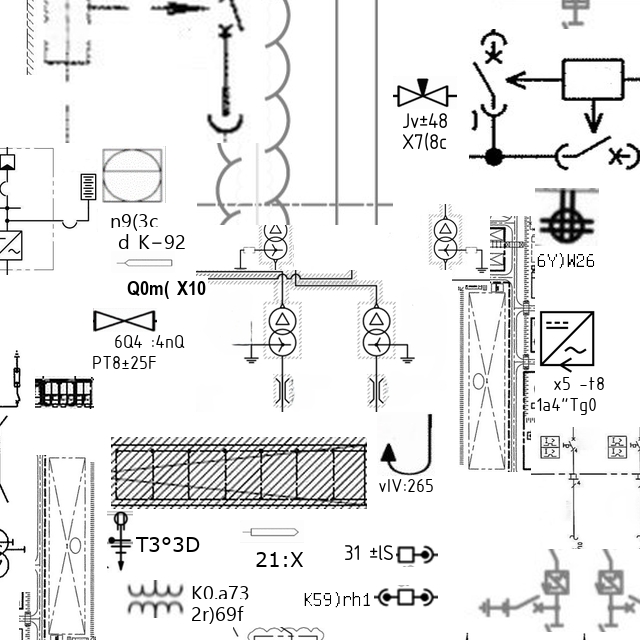 Jv±48
X7(8c
n9(3c
d K-92
6Y)W26
Q0m( X10
6Q4 :4nQ
PT8±25F
x5 -t8
1a4"Tg0
vIV:265
T3°3D
21:X
31 ±lS
K0.a73
2r)69f
K59)rh1